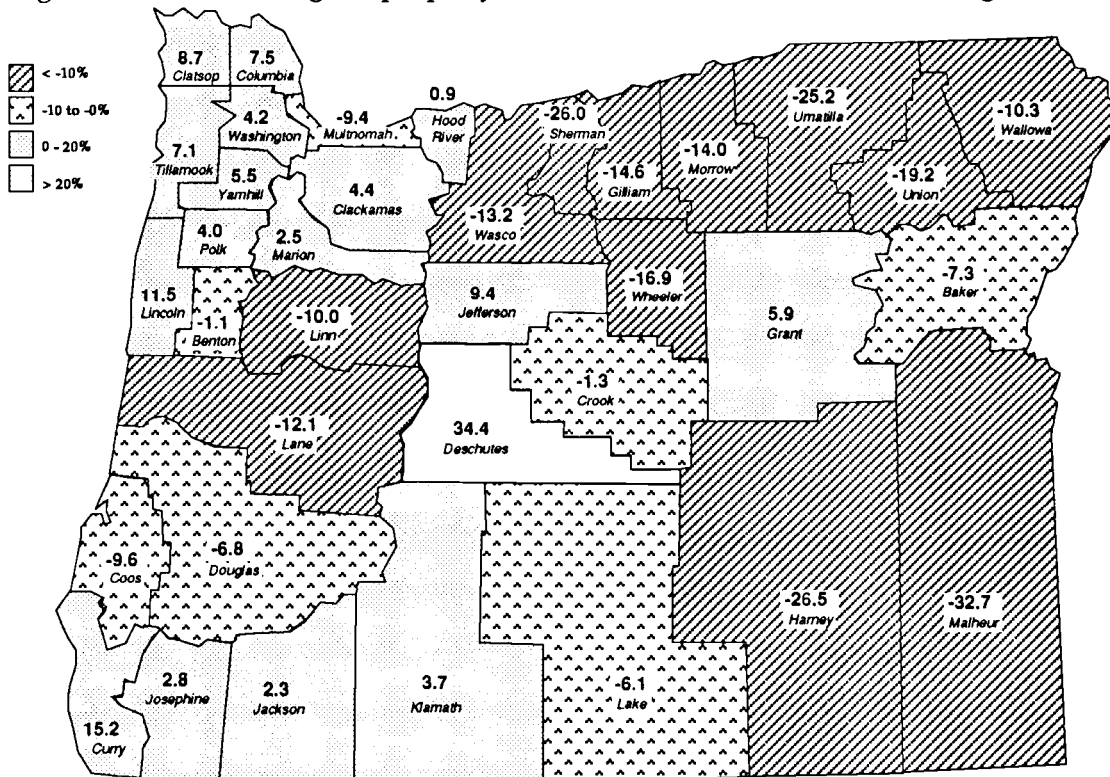 8.7
Clatsop
7.5
Columbia
< -10%
-10 to -0%
0 - 20%
> 20%
4.2
Washington
-9.4
Multnomah
0.9
Hood
River
-26.0
Sherman
-25.2
Umatilla
-10.3
Wallowa
7.1
Tillamook
5.5
Yamhill
4.4
Clackamas
-14.6
Gilliam
-14.0
Morrow
-19.2
Union
4.0
Polk
2.5
Marion
-13.2
Wasco
11.5
Lincoln
-1.1
Benton
-10.0
Linn
9.4
Jefferson
-16.9
Wheeler
5.9
Grant
-7.3
Baker
-12.1
Lane
34.4
Deschutes
-1.3
Crook
-9.6
Coos
-6.8
Douglas
-26.5
Harney
-32.7
Malheur
15.2
Curry
2.8
Josephine
2.3
Jackson
3.7
Klamath
-6.1
Lake